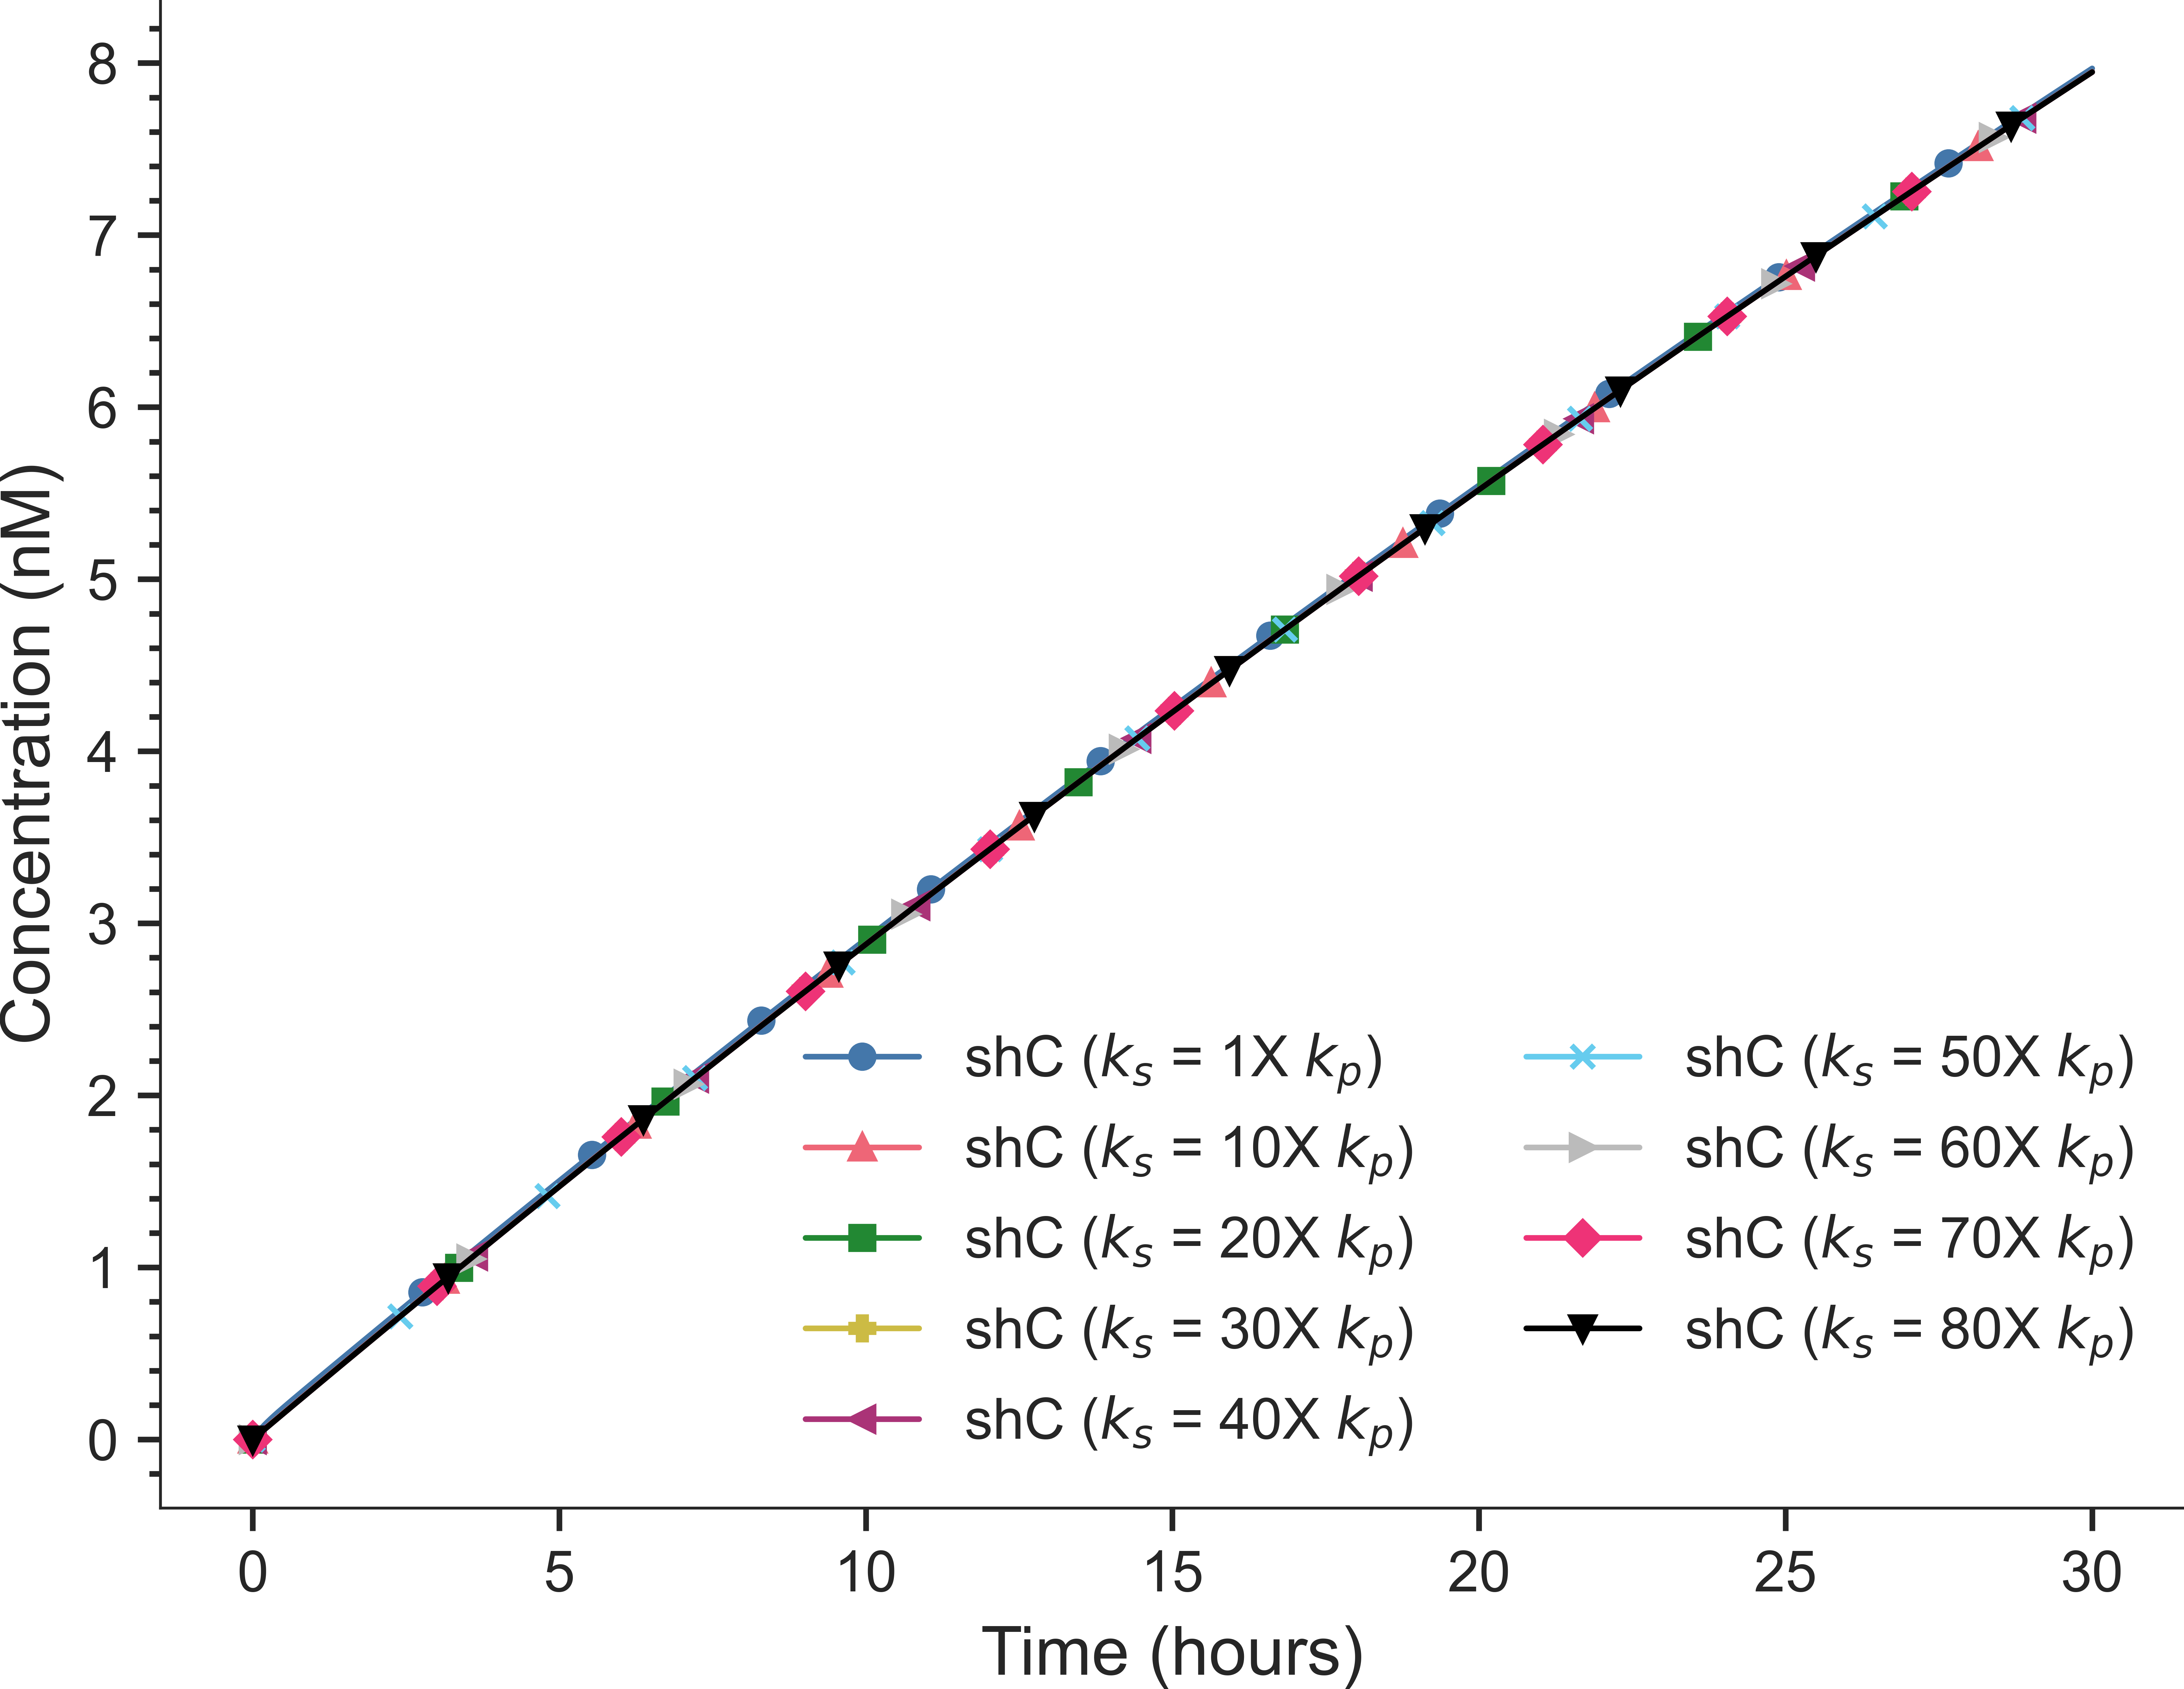 8
7
6
5
4
3
2
1
0
Concentration (nM)
shC (kₛ = 1X kₚ)
shC (kₛ = 10X kₚ)
shC (kₛ = 20X kₚ)
shC (kₛ = 30X kₚ)
shC (kₛ = 40X kₚ)
shC (kₛ = 50X kₚ)
shC (kₛ = 60X kₚ)
shC (kₛ = 70X kₚ)
shC (kₛ = 80X kₚ)
0 5 10 15 20 25 30
Time (hours)